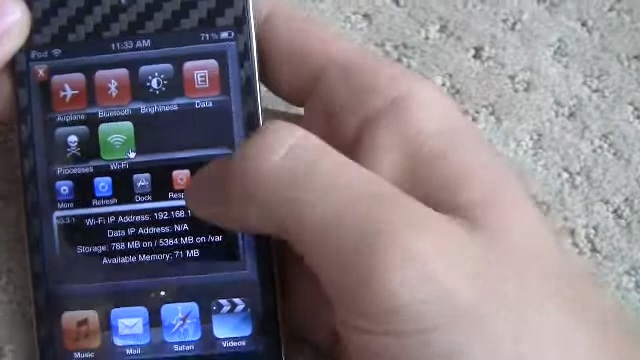 iPod 11:33 AM 71%
X
E
Airplane Bluetooth Brightness Data
Processes Wi-Fi
More Refresh Dock Resp
Wi-Fi IP Address: 192.168.1
Data IP Address: N/A
Storage: 788 MB on / 5384 MB on /var
Available Memory: 71 MB
Music Mail Safari Videos